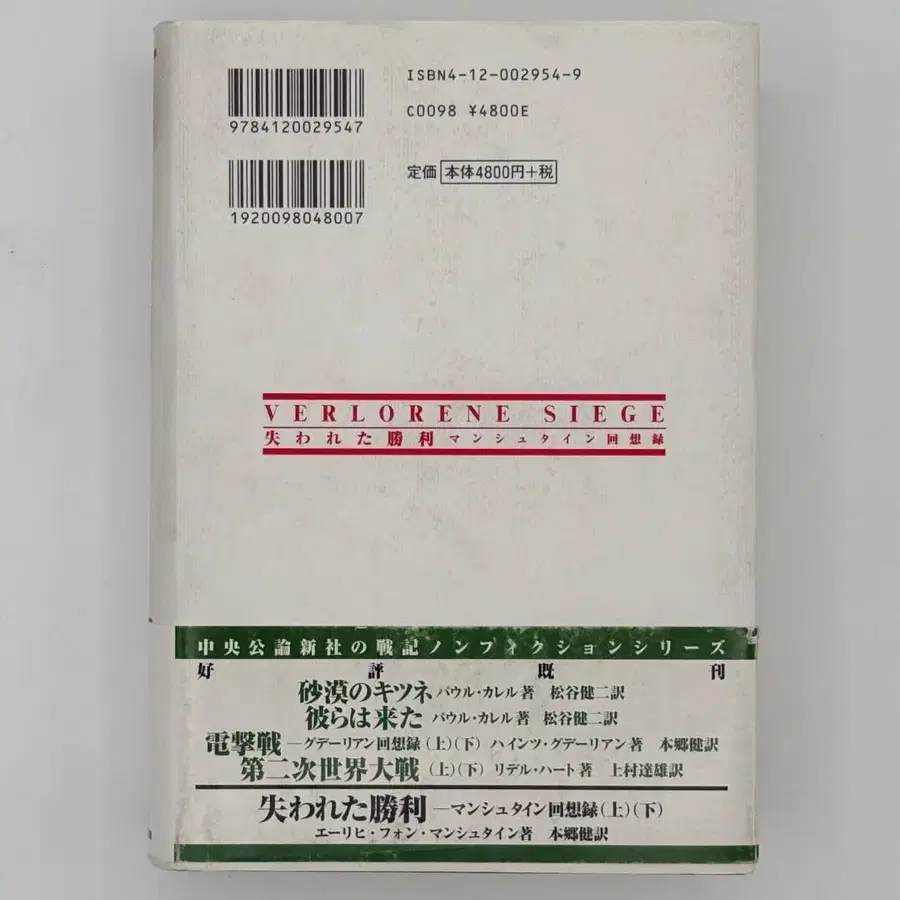 ISBN4-12-002954-9
9784120029547
C0098 ¥4800E
定価 本体4800円+税
1920098048007
VERLORENE SIEGE
失われた勝利 マンシュタイン回想録
中央公論新社の戦記ノンフィクションシリーズ
好評既刊
砂漠のキツネ パウル・カレル著 松谷健二訳
彼らは来た パウル・カレル著 松谷健二訳
電撃戦―グデーリアン回想録(上)(下) ハインツ・グデーリアン著 本郷健訳
第二次世界大戦(上)(下) リデル・ハート著 上村達雄訳
失われた勝利―マンシュタイン回想録(上)(下)
エーリヒ・フォン・マンシュタイン著 本郷健訳